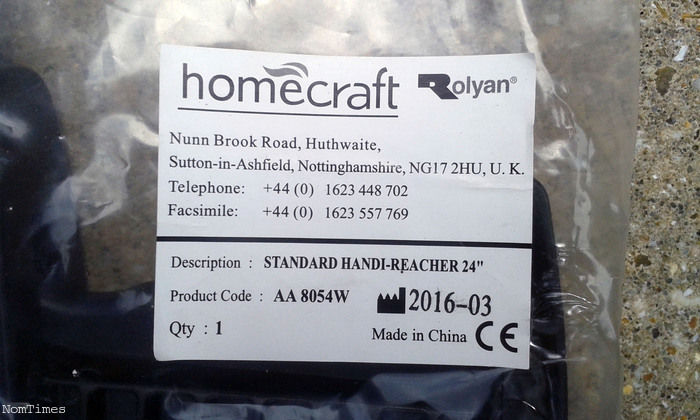 homecraft Rolyan®
Nunn Brook Road, Huthwaite,
Sutton-in-Ashfield, Nottinghamshire, NG17 2HU, U. K.
Telephone: +44 (0) 1623 448 702
Facsimile: +44 (0) 1623 557 769
Description : STANDARD HANDI-REACHER 24"
Product Code : AA 8054W 2016-03
Qty : 1 Made in China CE
NomTimes